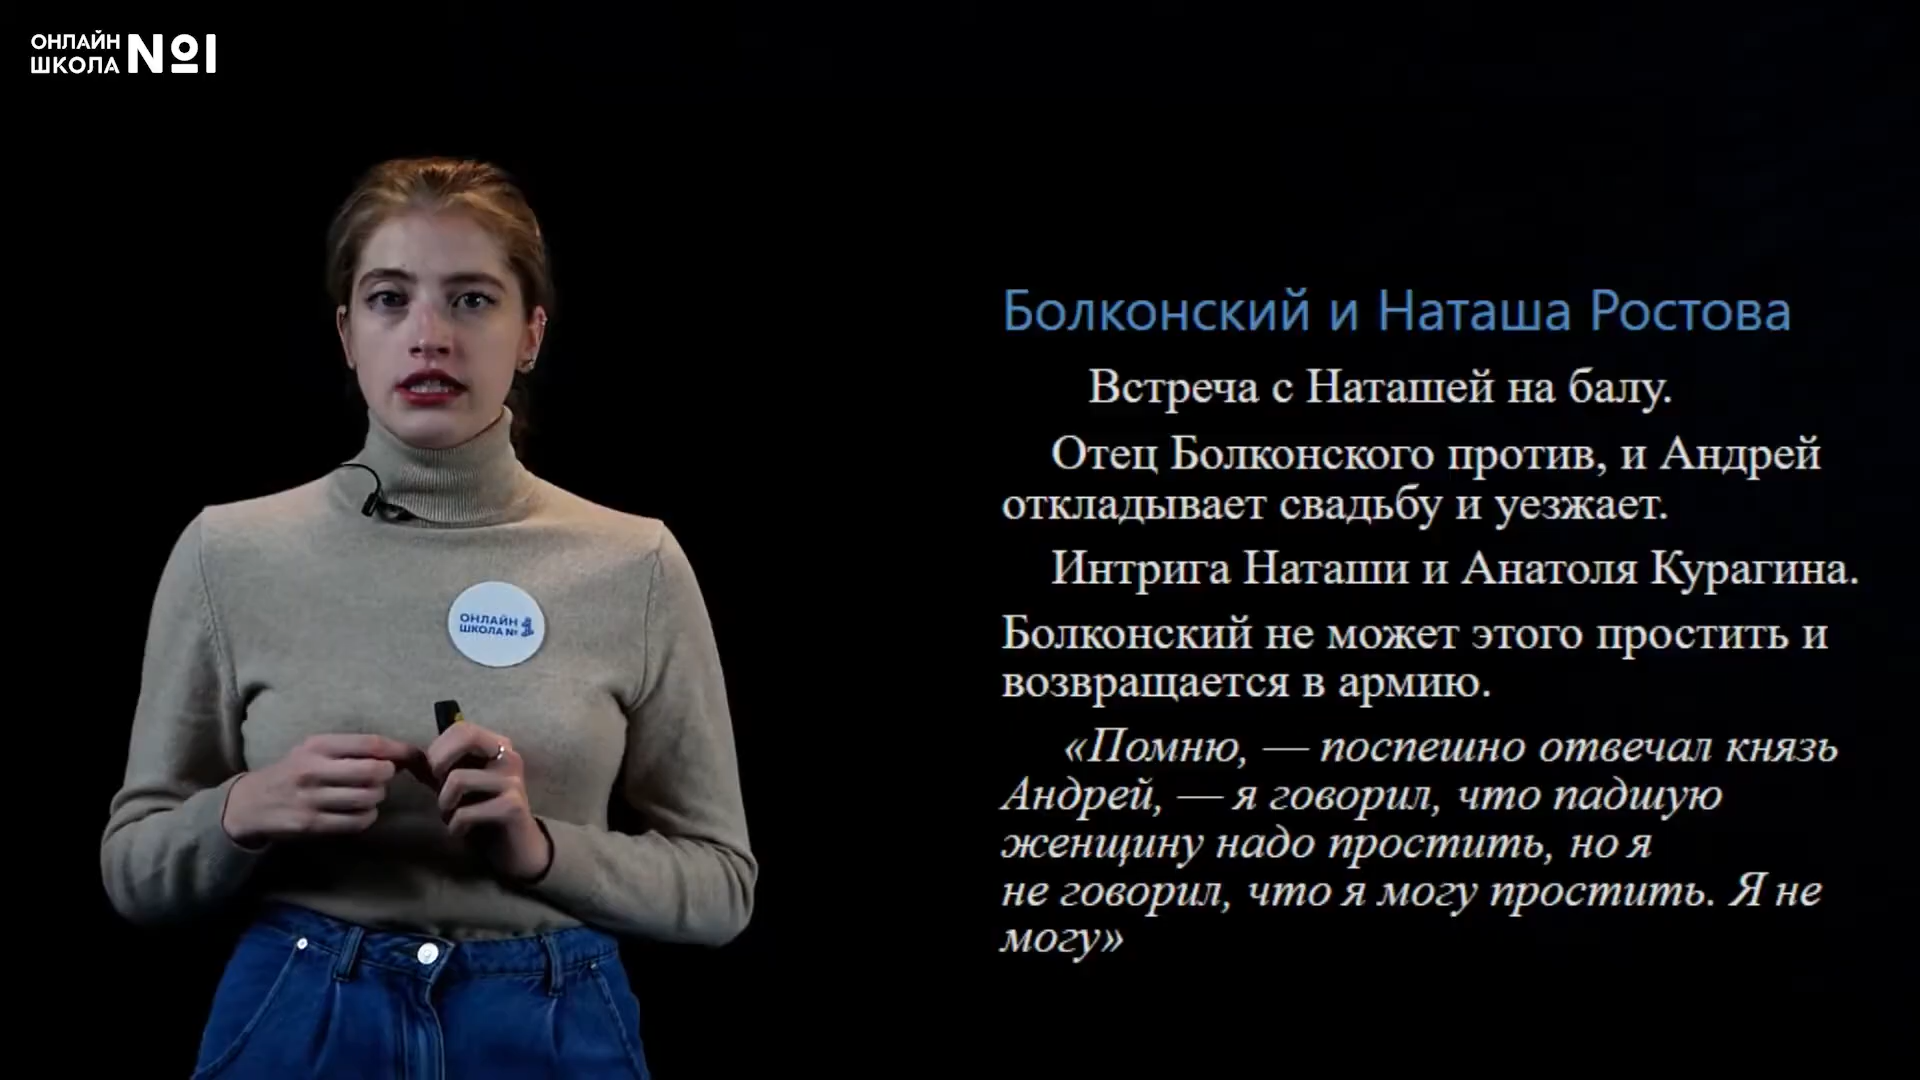 ОНЛАЙН
ШКОЛА №1
Болконский и Наташа Ростова
Встреча с Наташей на балу.
Отец Болконского против, и Андрей
откладывает свадьбу и уезжает.
Интрига Наташи и Анатоля Курагина.
Болконский не может этого простить и
возвращается в армию.
«Помню, — поспешно отвечал князь
Андрей, — я говорил, что падшую
женщину надо простить, но я
не говорил, что я могу простить. Я не
могу»
ОНЛАЙН
ШКОЛА №1